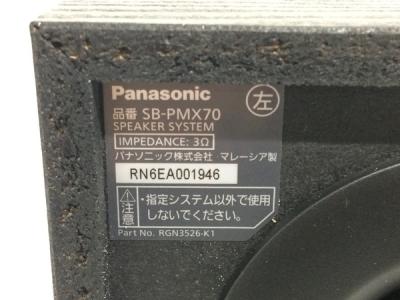 Panasonic
左
品番 SB-PMX70
SPEAKER SYSTEM
IMPEDANCE: 3Ω
パナソニック株式会社 マレーシア製
RN6EA001946
注意
・指定システム以外で使用
しないでください。
Part No. RGN3526-K1